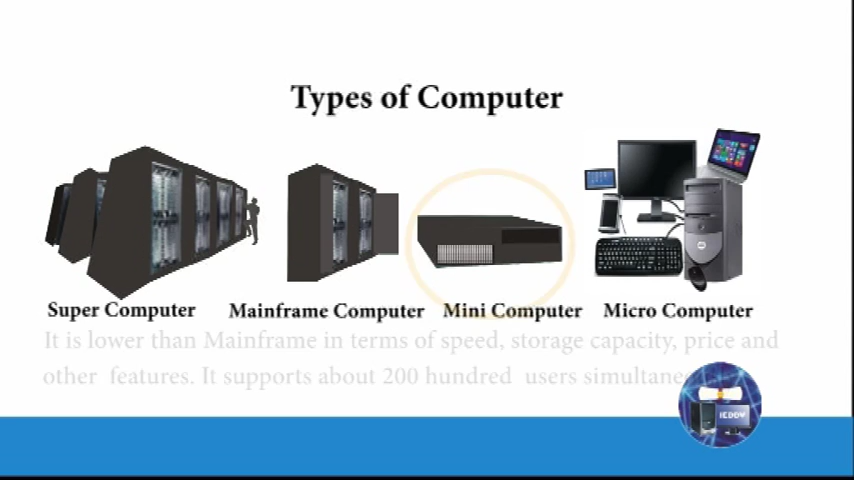 Types of Computer
Super Computer Mainframe Computer Mini Computer Micro Computer
It is lower than Mainframe in terms of speed, storage capacity, price and
other features. It supports about 200 hundred users